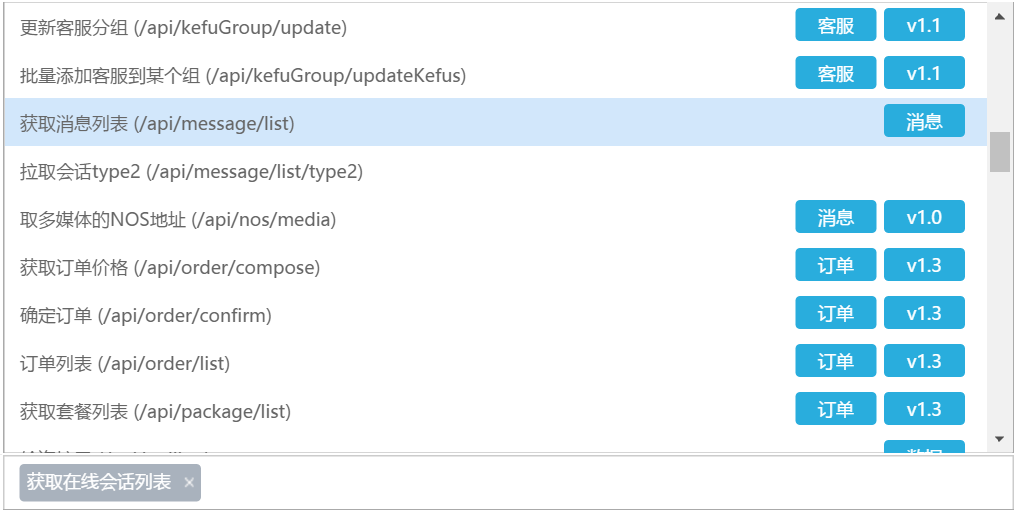 更新客服分组 (/api/kefuGroup/update) 客服 v1.1
批量添加客服到某个组 (/api/kefuGroup/updateKefus) 客服 v1.1
获取消息列表 (/api/message/list) 消息
拉取会话type2 (/api/message/list/type2)
取多媒体的NOS地址 (/api/nos/media) 消息 v1.0
获取订单价格 (/api/order/compose) 订单 v1.3
确定订单 (/api/order/confirm) 订单 v1.3
订单列表 (/api/order/list) 订单 v1.3
获取套餐列表 (/api/package/list) 订单 v1.3
获取在线会话列表 ×